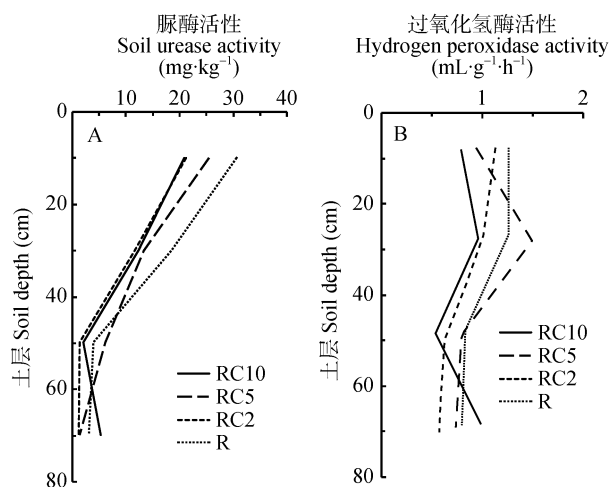 脲酶活性
Soil urease activity
(mg·kg⁻¹)
0 10 20 30 40
0
20
40
60
80
土层 Soil depth (cm)
A
RC10
RC5
RC2
R
过氧化氢酶活性
Hydrogen peroxidase activity
(mL·g⁻¹·h⁻¹)
0 1 2
0
20
40
60
80
土层 Soil depth (cm)
B
RC10
RC5
RC2
R